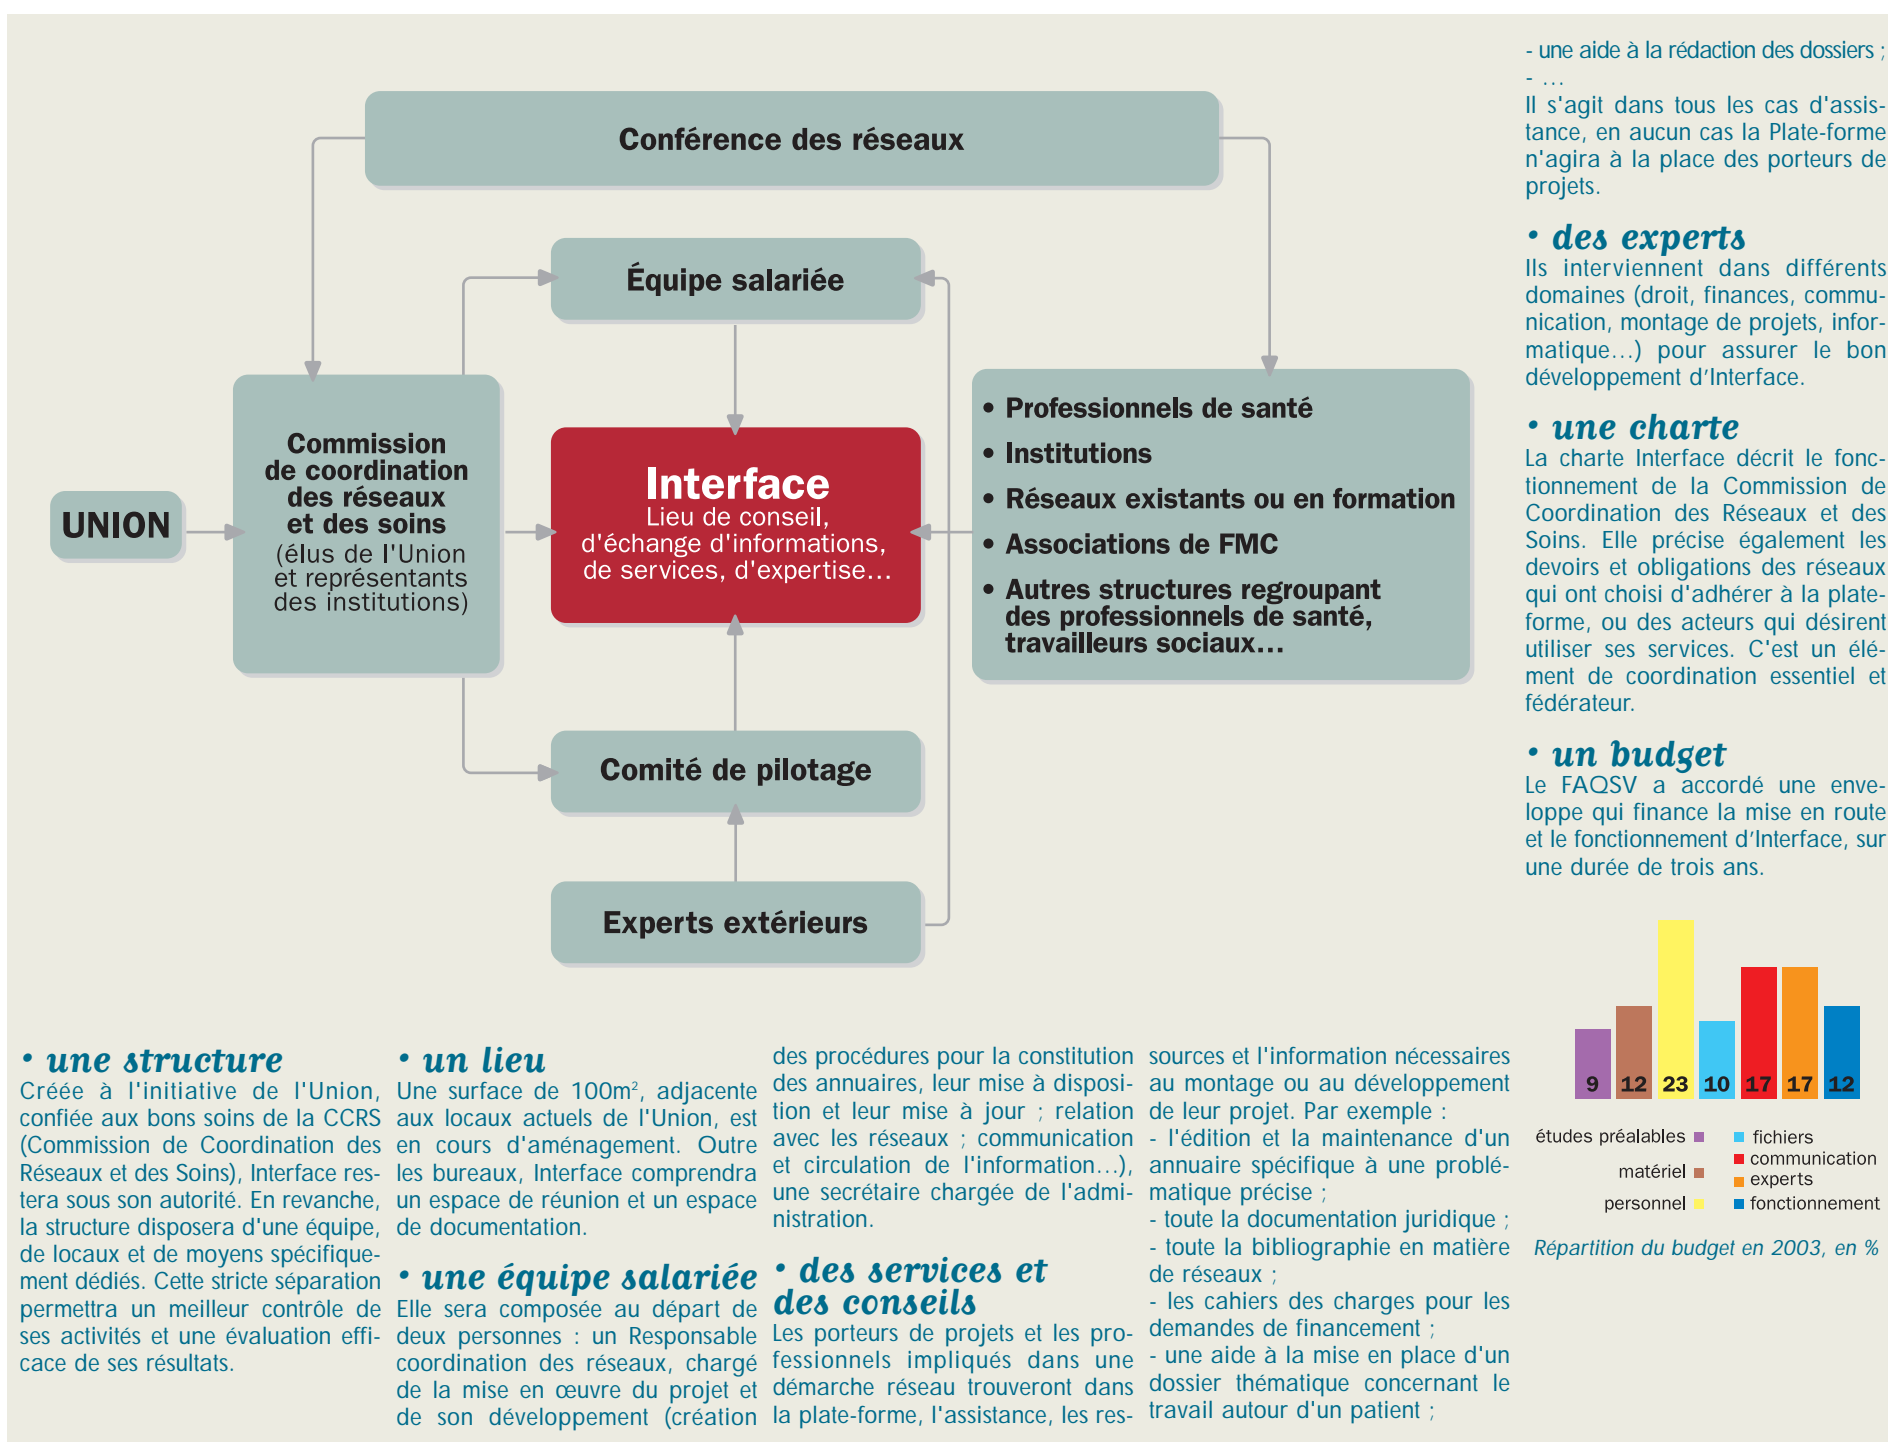 Conférence des réseaux
Équipe salariée
UNION
Commission
de coordination
des réseaux
et des soins
(élus de l'Union
et représentants
des institutions)
Interface
Lieu de conseil,
d'échange d'informations,
de services, d'expertise…
• Professionnels de santé
• Institutions
• Réseaux existants ou en formation
• Associations de FMC
• Autres structures regroupant
des professionnels de santé,
travailleurs sociaux…
Comité de pilotage
Experts extérieurs
• une structure
Créée à l'initiative de l'Union,
confiée aux bons soins de la CCRS
(Commission de Coordination des
Réseaux et des Soins), Interface res-
tera sous son autorité. En revanche,
la structure disposera d'une équipe,
de locaux et de moyens spécifique-
ment dédiés. Cette stricte séparation
permettra un meilleur contrôle de
ses activités et une évaluation effi-
cace de ses résultats.
• un lieu
Une surface de 100m², adjacente
aux locaux actuels de l'Union, est
en cours d'aménagement. Outre
les bureaux, Interface comprendra
un espace de réunion et un espace
de documentation.
• une équipe salariée
Elle sera composée au départ de
deux personnes : un Responsable
coordination des réseaux, chargé
de la mise en œuvre du projet et
de son développement (création
des procédures pour la constitution
des annuaires, leur mise à disposi-
tion et leur mise à jour ; relation
avec les réseaux ; communication
et circulation de l'information…),
une secrétaire chargée de l'admi-
nistration.
• des services et
des conseils
Les porteurs de projets et les pro-
fessionnels impliqués dans une
démarche réseau trouveront dans
la plate-forme, l'assistance, les res-
sources et l'information nécessaires
au montage ou au développement
de leur projet. Par exemple :
- l'édition et la maintenance d'un
annuaire spécifique à une problé-
matique précise ;
- toute la documentation juridique ;
- toute la bibliographie en matière
de réseaux ;
- les cahiers des charges pour les
demandes de financement ;
- une aide à la mise en place d'un
dossier thématique concernant le
travail autour d'un patient ;
- une aide à la rédaction des dossiers ;
- …
Il s'agit dans tous les cas d'assis-
tance, en aucun cas la Plate-forme
n'agira à la place des porteurs de
projets.
• des experts
Ils interviennent dans différents
domaines (droit, finances, commu-
nication, montage de projets, infor-
matique…) pour assurer le bon
développement d’Interface.
• une charte
La charte Interface décrit le fonc-
tionnement de la Commission de
Coordination des Réseaux et des
Soins. Elle précise également les
devoirs et obligations des réseaux
qui ont choisi d'adhérer à la plate-
forme, ou des acteurs qui désirent
utiliser ses services. C'est un élé-
ment de coordination essentiel et
fédérateur.
• un budget
Le FAQSV a accordé une enve-
loppe qui finance la mise en route
et le fonctionnement d’Interface, sur
une durée de trois ans.
9 12 23 10 17 17 12
études préalables
matériel
personnel
fichiers
communication
experts
fonctionnement
Répartition du budget en 2003, en %